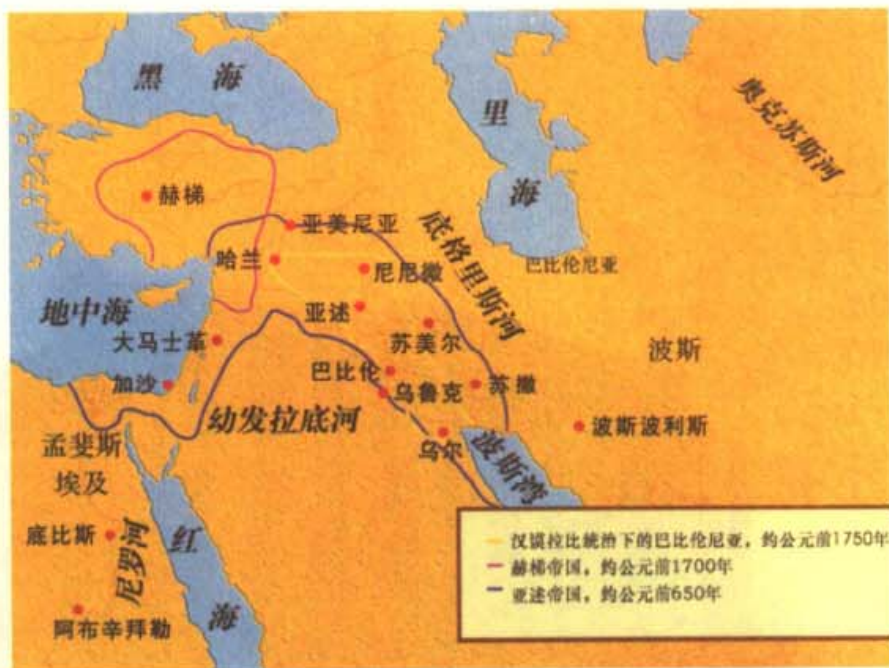 黑海
里海
奥克苏斯河
赫梯
亚美尼亚
底格里斯河
哈兰
尼尼撒
巴比伦尼亚
地中海
亚述
苏美尔
大马士革
波斯
巴比伦
加沙
乌鲁克
苏撒
幼发拉底河
波斯波利斯
乌尔
孟斐斯
埃及
波斯湾
底比斯
尼罗河
红海
阿布辛拜勒
汉谟拉比统治下的巴比伦尼亚，约公元前1750年
赫梯帝国，约公元前1700年
亚述帝国，约公元前650年